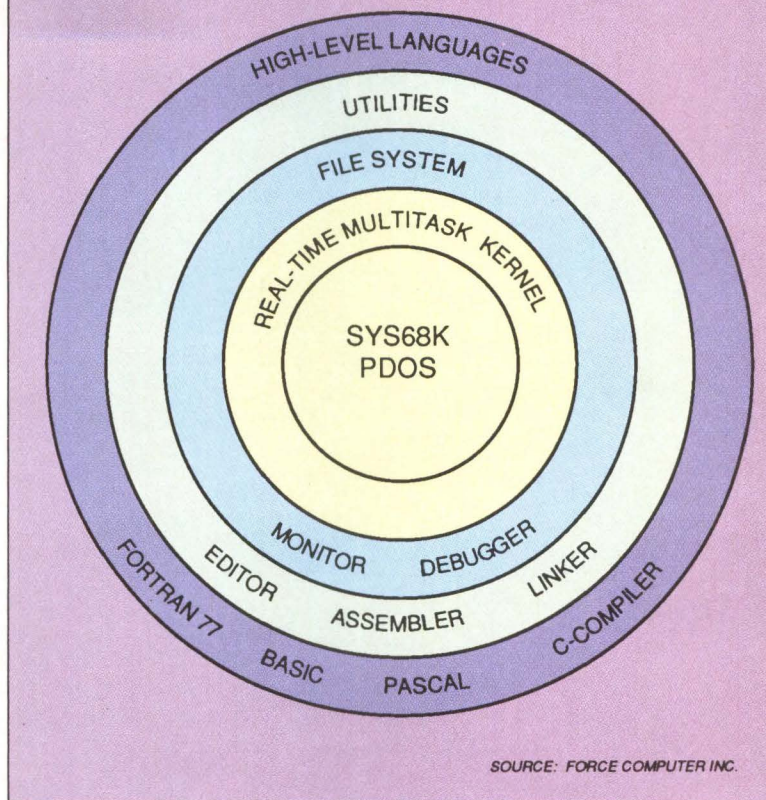 HIGH-LEVEL LANGUAGES
UTILITIES
FILE SYSTEM
REAL-TIME MULTITASK KERNEL
SYS68K
PDOS
MONITOR DEBUGGER
EDITOR ASSEMBLER LINKER
FORTRAN 77 BASIC PASCAL C-COMPILER
SOURCE: FORCE COMPUTER INC.